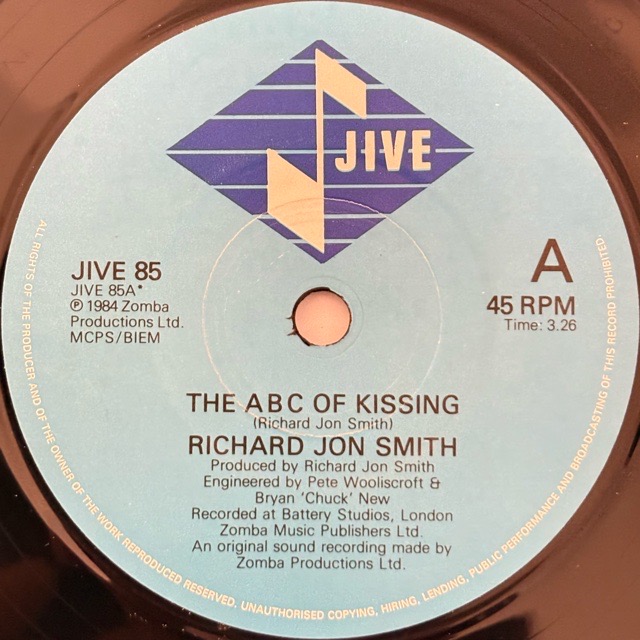 JIVE
JIVE 85
JIVE 85A*
℗ 1984 Zomba
Productions Ltd.
MCPS/BIEM
A
45 RPM
Time: 3.26
THE ABC OF KISSING
(Richard Jon Smith)
RICHARD JON SMITH
Produced by Richard Jon Smith
Engineered by Pete Wooliscroft &
Bryan ‘Chuck’ New
Recorded at Battery Studios, London
Zomba Music Publishers Ltd.
An original sound recording made by
Zomba Productions Ltd.
ALL RIGHTS OF THE PRODUCER AND OF THE OWNER OF THE WORK REPRODUCED RESERVED. UNAUTHORISED COPYING, HIRING, LENDING, PUBLIC PERFORMANCE AND BROADCASTING OF THIS RECORD PROHIBITED.